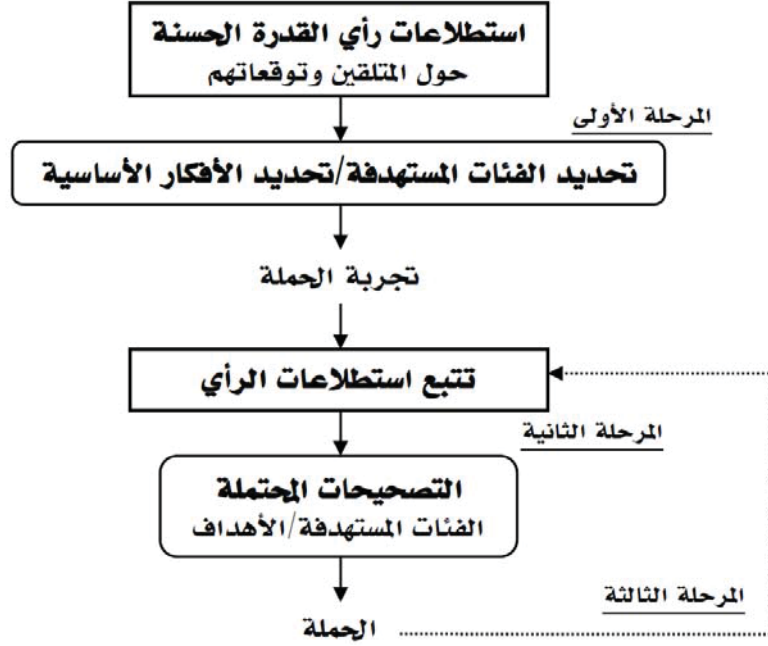 استطلاعات رأي القدرة الحسنة
حول المتلقين وتوقعاتهم
المرحلة الأولى
تحديد الفئات المستهدفة/تحديد الأفكار الأساسية
تجربة الحملة
تتبع استطلاعات الرأي
المرحلة الثانية
التصحيحات المحتملة
الفئات المستهدفة/الأهداف
المرحلة الثالثة
الحملة